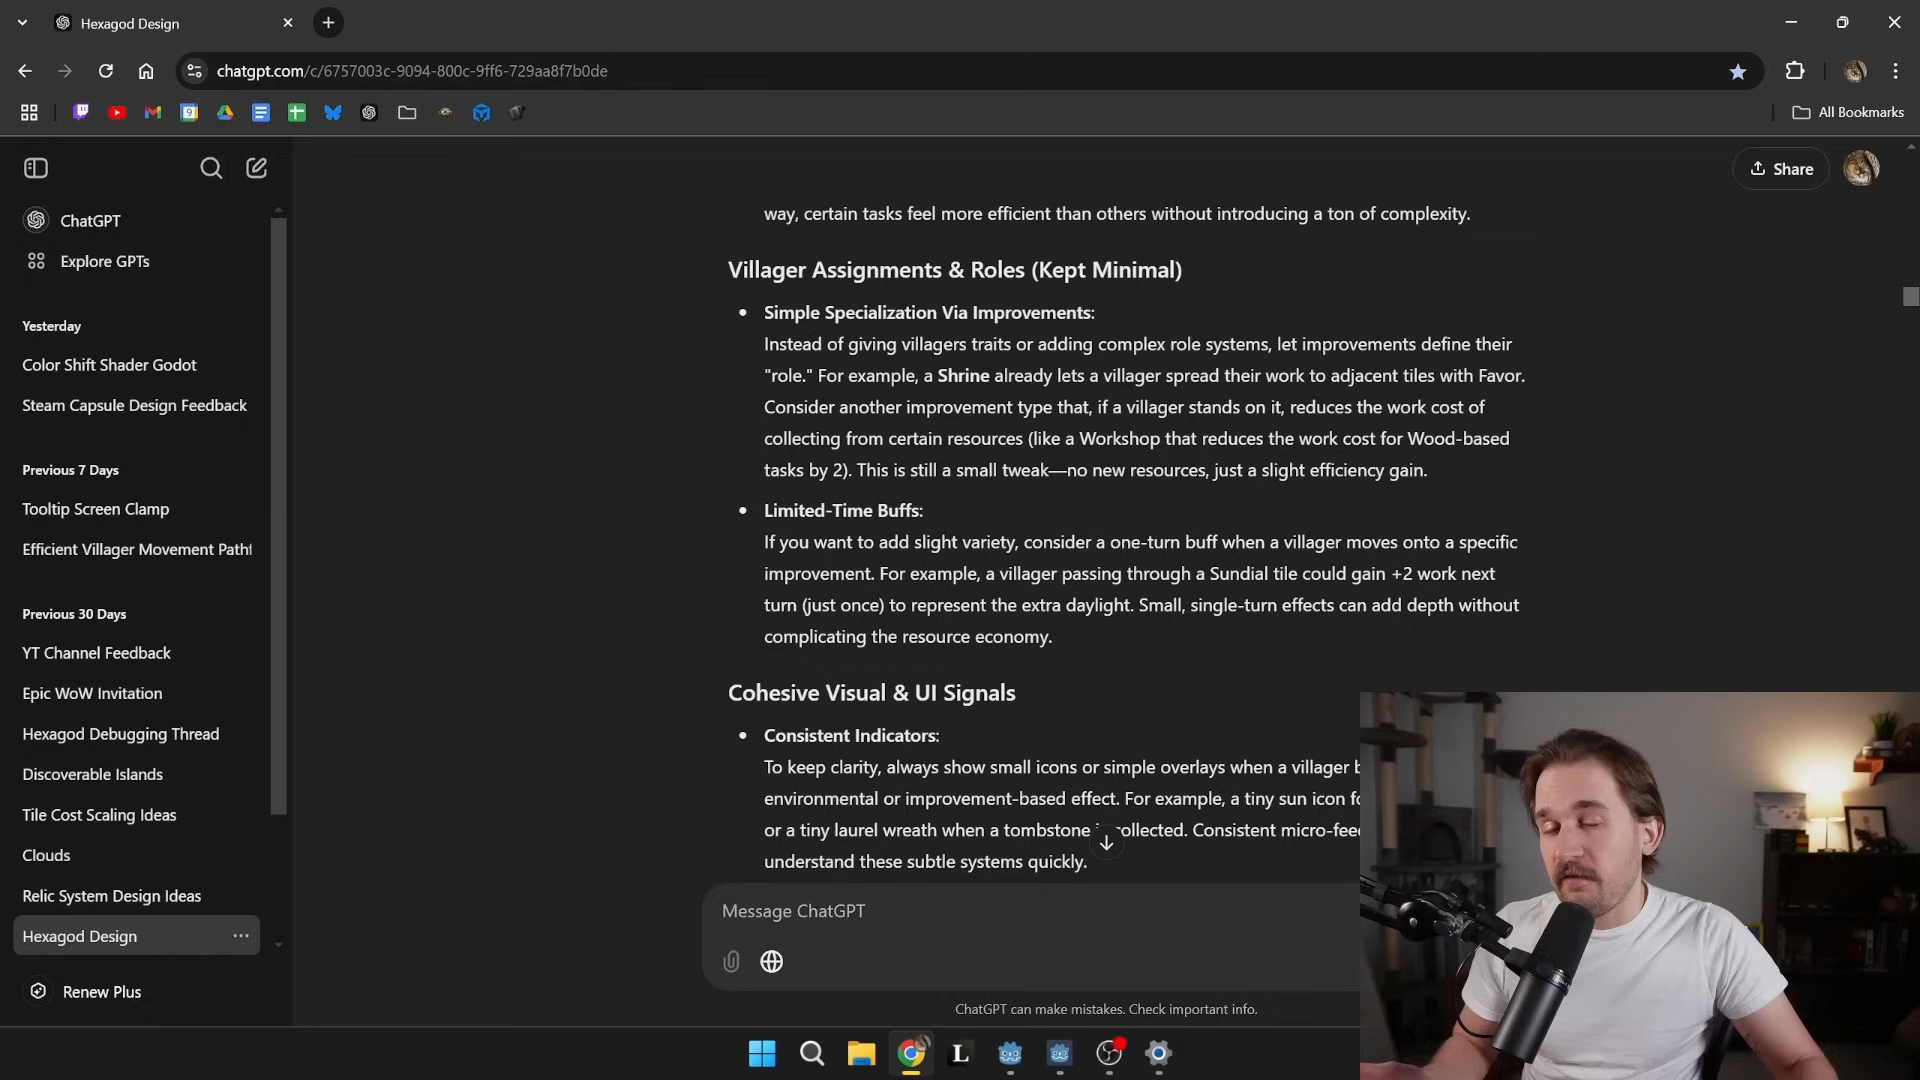 Hexagod Design
chatgpt.com/c/6757003c-9094-800c-9ff6-729aa8f7b0de
9
All Bookmarks
Share
ChatGPT
Explore GPTs
Yesterday
Color Shift Shader Godot
Steam Capsule Design Feedback
Previous 7 Days
Tooltip Screen Clamp
Efficient Villager Movement Pathf
Previous 30 Days
YT Channel Feedback
Epic WoW Invitation
Hexagod Debugging Thread
Discoverable Islands
Tile Cost Scaling Ideas
Clouds
Relic System Design Ideas
Hexagod Design
Renew Plus
way, certain tasks feel more efficient than others without introducing a ton of complexity.
Villager Assignments & Roles (Kept Minimal)
Simple Specialization Via Improvements:
Instead of giving villagers traits or adding complex role systems, let improvements define their
"role." For example, a Shrine already lets a villager spread their work to adjacent tiles with Favor.
Consider another improvement type that, if a villager stands on it, reduces the work cost of
collecting from certain resources (like a Workshop that reduces the work cost for Wood-based
tasks by 2). This is still a small tweak—no new resources, just a slight efficiency gain.
Limited-Time Buffs:
If you want to add slight variety, consider a one-turn buff when a villager moves onto a specific
improvement. For example, a villager passing through a Sundial tile could gain +2 work next
turn (just once) to represent the extra daylight. Small, single-turn effects can add depth without
complicating the resource economy.
Cohesive Visual & UI Signals
Consistent Indicators:
To keep clarity, always show small icons or simple overlays when a villager
environmental or improvement-based effect. For example, a tiny sun icon
or a tiny laurel wreath when a tombstone collected. Consistent
understand these subtle systems quickly.
Message ChatGPT
ChatGPT can make mistakes. Check important info.
L